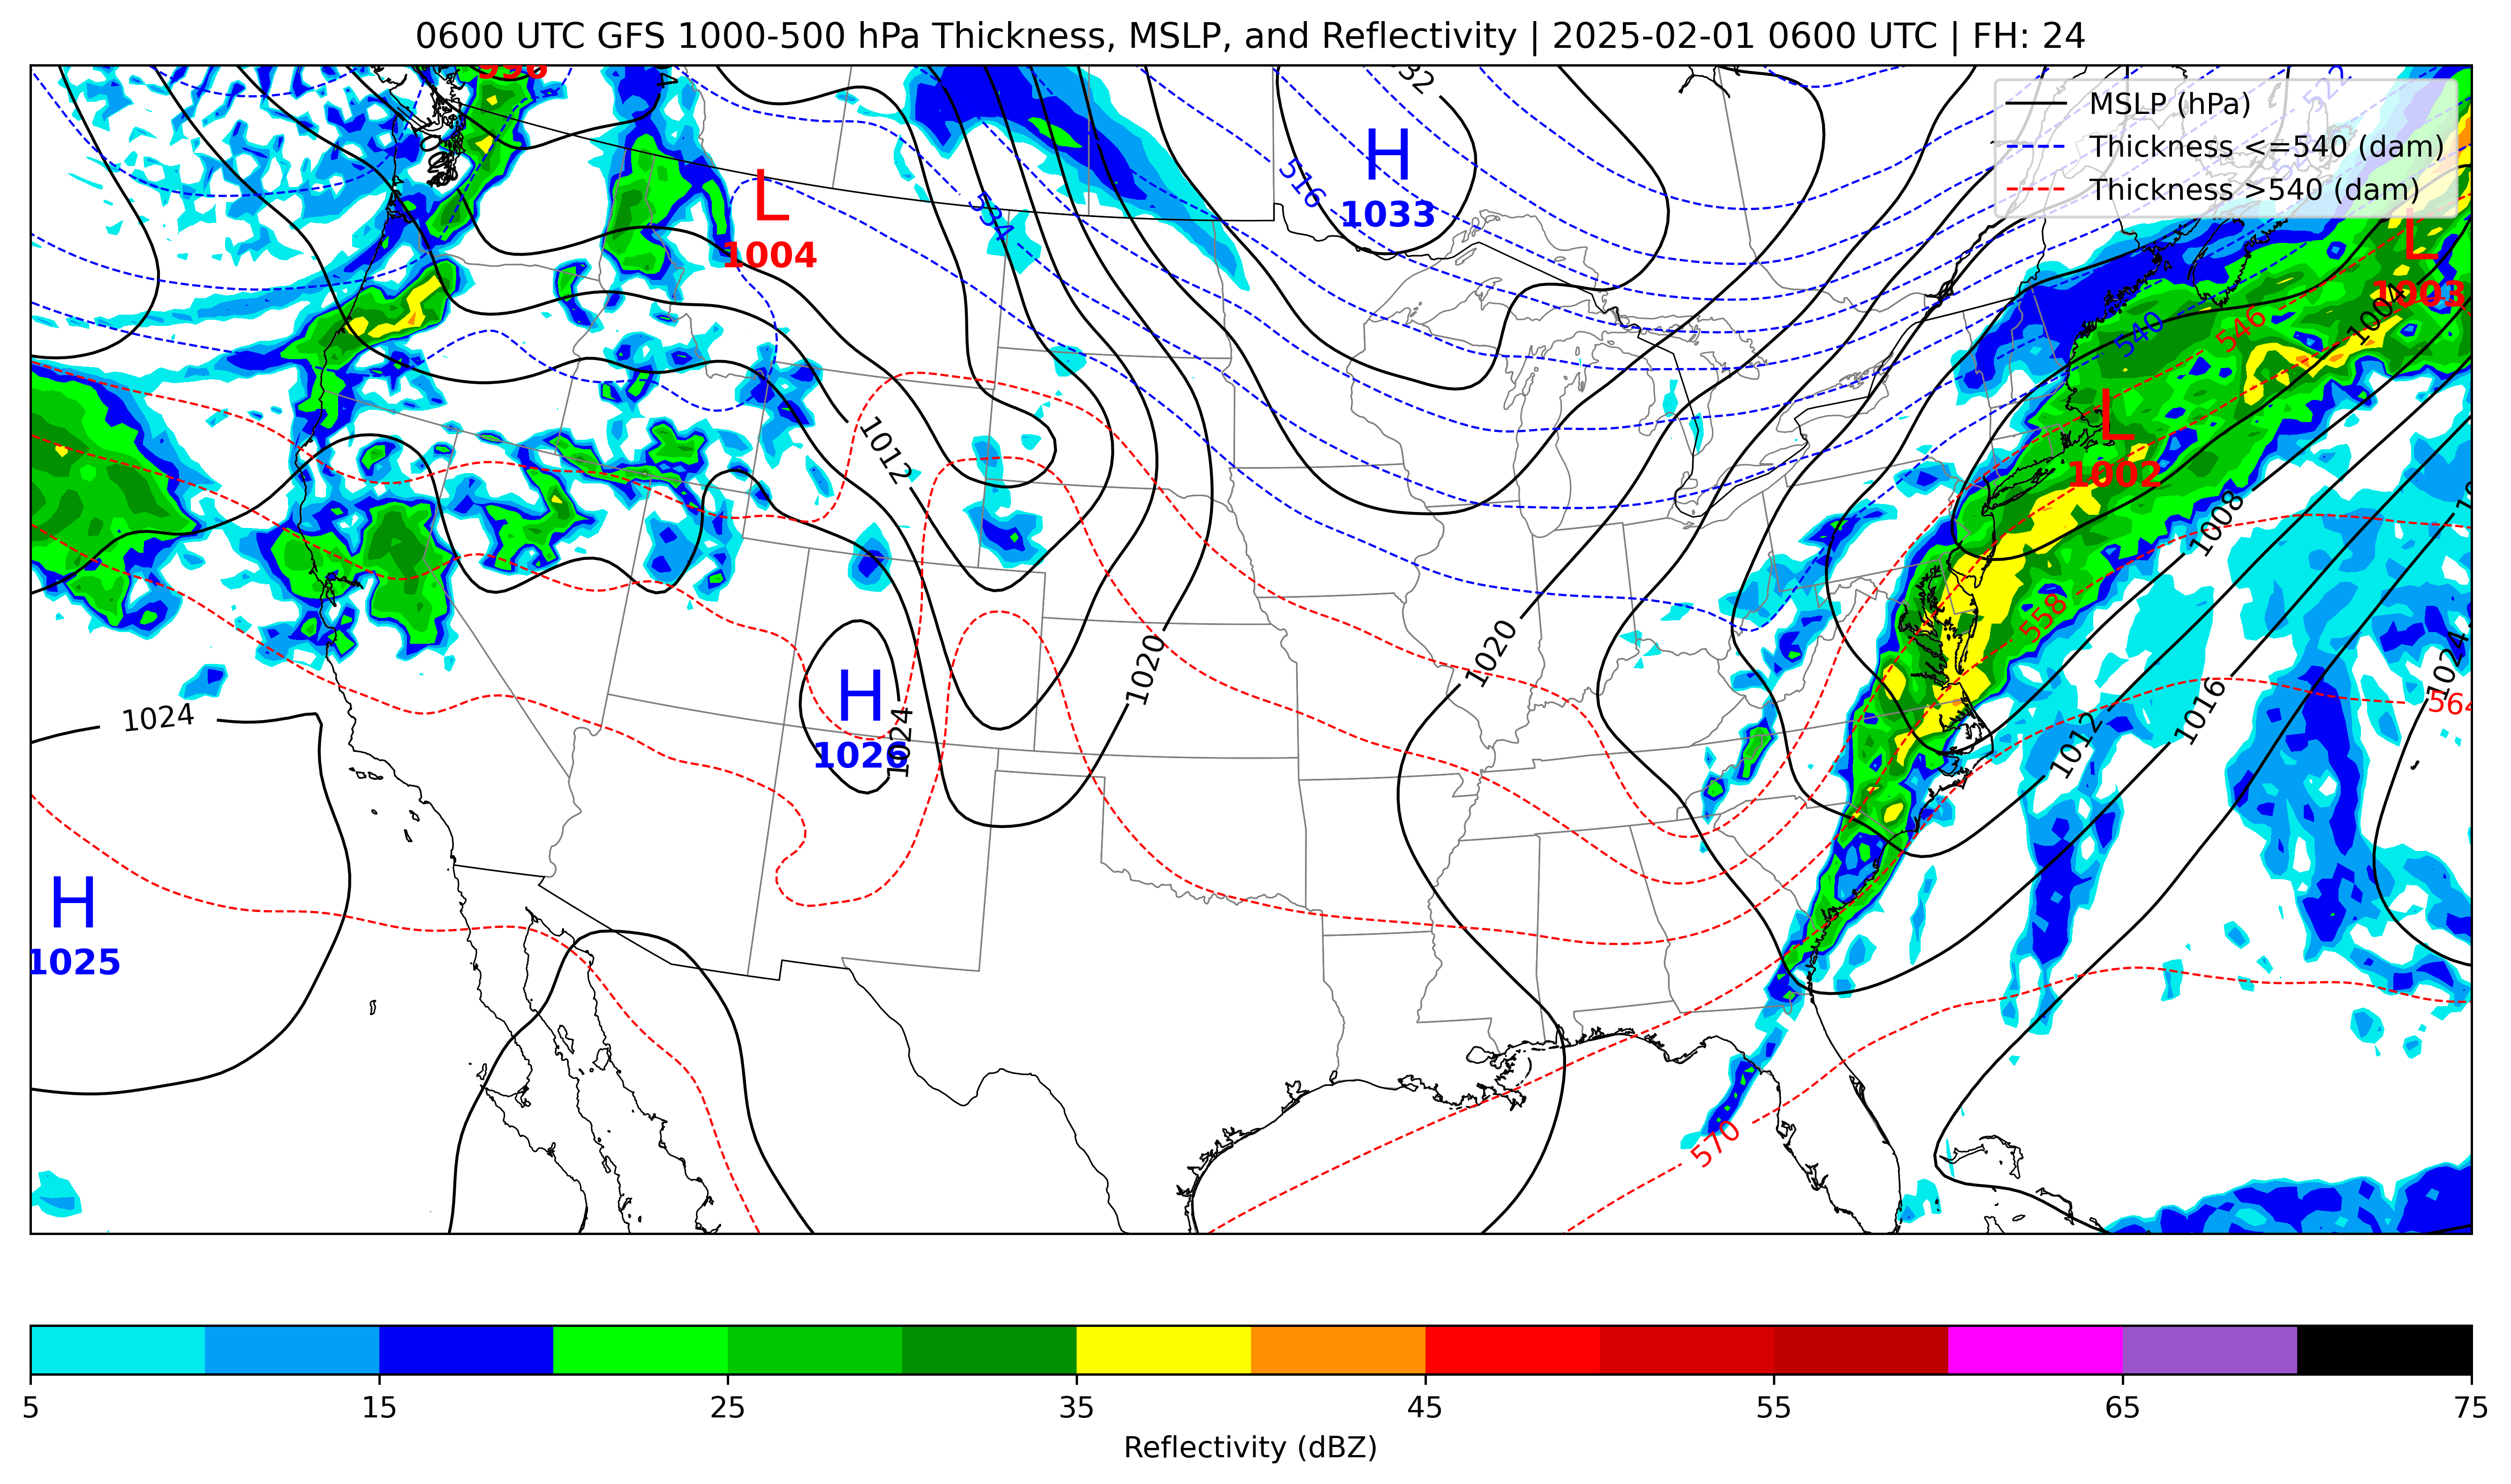 0600 UTC GFS 1000-500 hPa Thickness, MSLP, and Reflectivity | 2025-02-01 0600 UTC | FH: 24
MSLP (hPa)
Thickness <=540 (dam)
Thickness >540 (dam)
522
H
1033
516
L
1004
534
L
1003
1004
546
540
L
1002
1012
1008
558
1020
1020
H
1026
1024
1024
1012
1016
1024
564
H
1025
570
5
15
25
35
45
55
65
75
Reflectivity (dBZ)